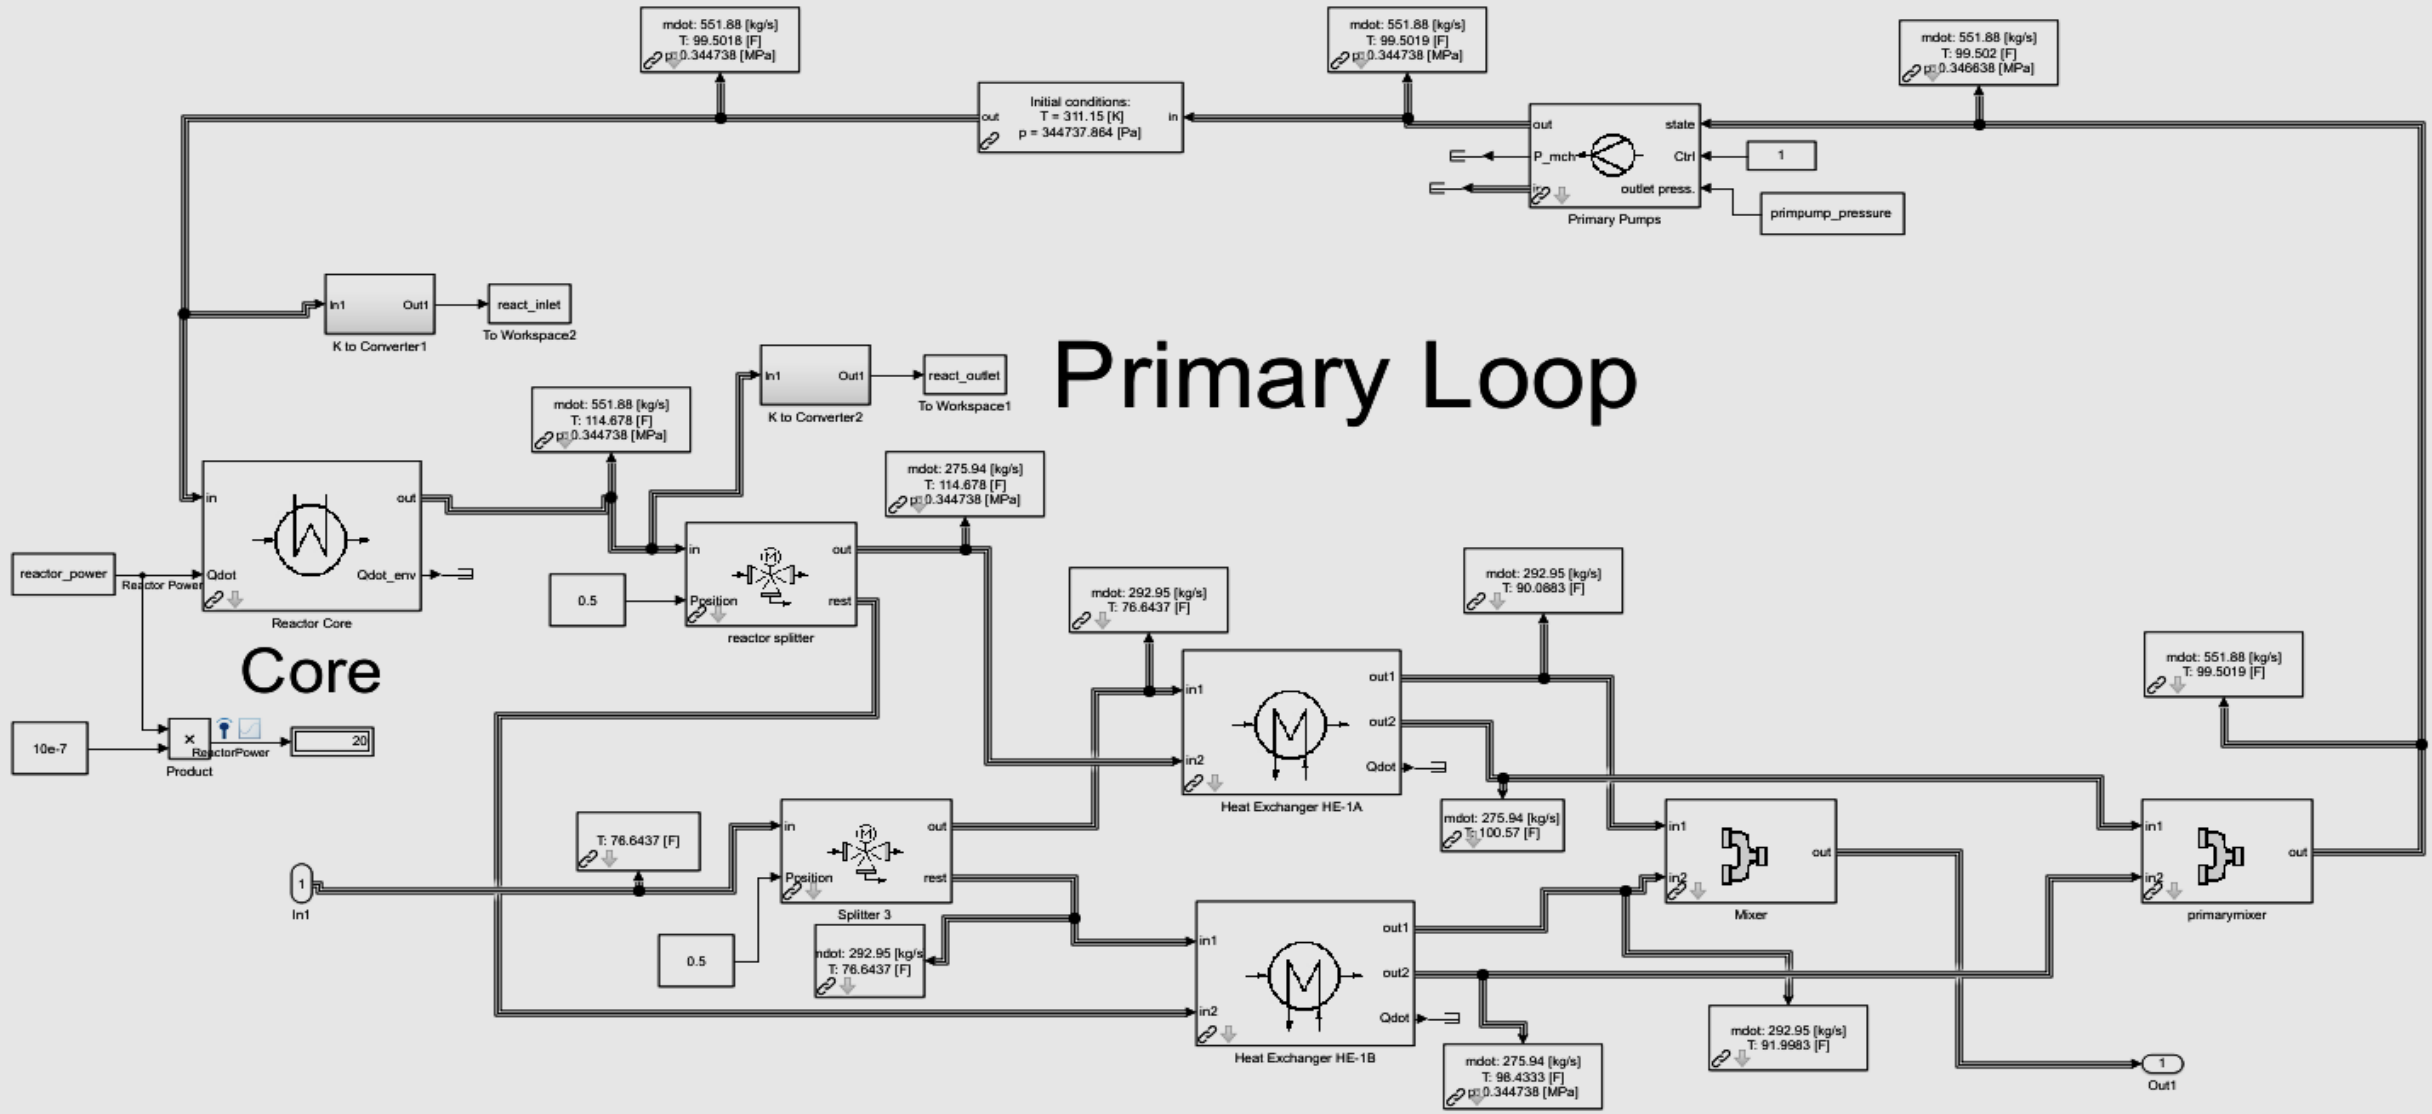 mdot: 551.88 [kg/s]
T: 99.5018 [F]
p: 0.344738 [MPa]
mdot: 551.88 [kg/s]
T: 99.5019 [F]
p: 0.344738 [MPa]
mdot: 551.88 [kg/s]
T: 99.502 [F]
p: 0.346638 [MPa]
out
Initial conditions:
T = 311.15 [K]
p = 344737.864 [Pa]
in
out
state
P_mch
Ctrl
1
in
outlet press.
primpump_pressure
Primary Pumps
In1
Out1
react_inlet
K to Converter1
To Workspace2
In1
Out1
react_outlet
K to Converter2
To Workspace1
Primary Loop
mdot: 551.88 [kg/s]
T: 114.678 [F]
p: 0.344738 [MPa]
mdot: 275.94 [kg/s]
T: 114.678 [F]
p: 0.344738 [MPa]
in
out
reactor_power
Reactor Power
Qdot
Qdot_env
Reactor Core
in
out
0.5
Position
rest
reactor splitter
Core
10e-7
×
ReactorPower
20
Product
mdot: 292.95 [kg/s]
T: 76.6437 [F]
mdot: 292.95 [kg/s]
T: 90.0883 [F]
mdot: 551.88 [kg/s]
T: 99.5019 [F]
in1
out1
out2
in2
Qdot
Heat Exchanger HE-1A
T: 76.6437 [F]
in
out
Position
rest
Splitter 3
1
In1
0.5
mdot: 292.95 [kg/s
T: 76.6437 [F]
mdot: 275.94 [kg/s]
T: 100.57 [F]
in1
out
in2
Mixer
in1
out
in2
primarymixer
in1
out1
out2
in2
Qdot
Heat Exchanger HE-1B
mdot: 275.94 [kg/s]
T: 98.4333 [F]
p: 0.344738 [MPa]
mdot: 292.95 [kg/s]
T: 91.9983 [F]
1
Out1